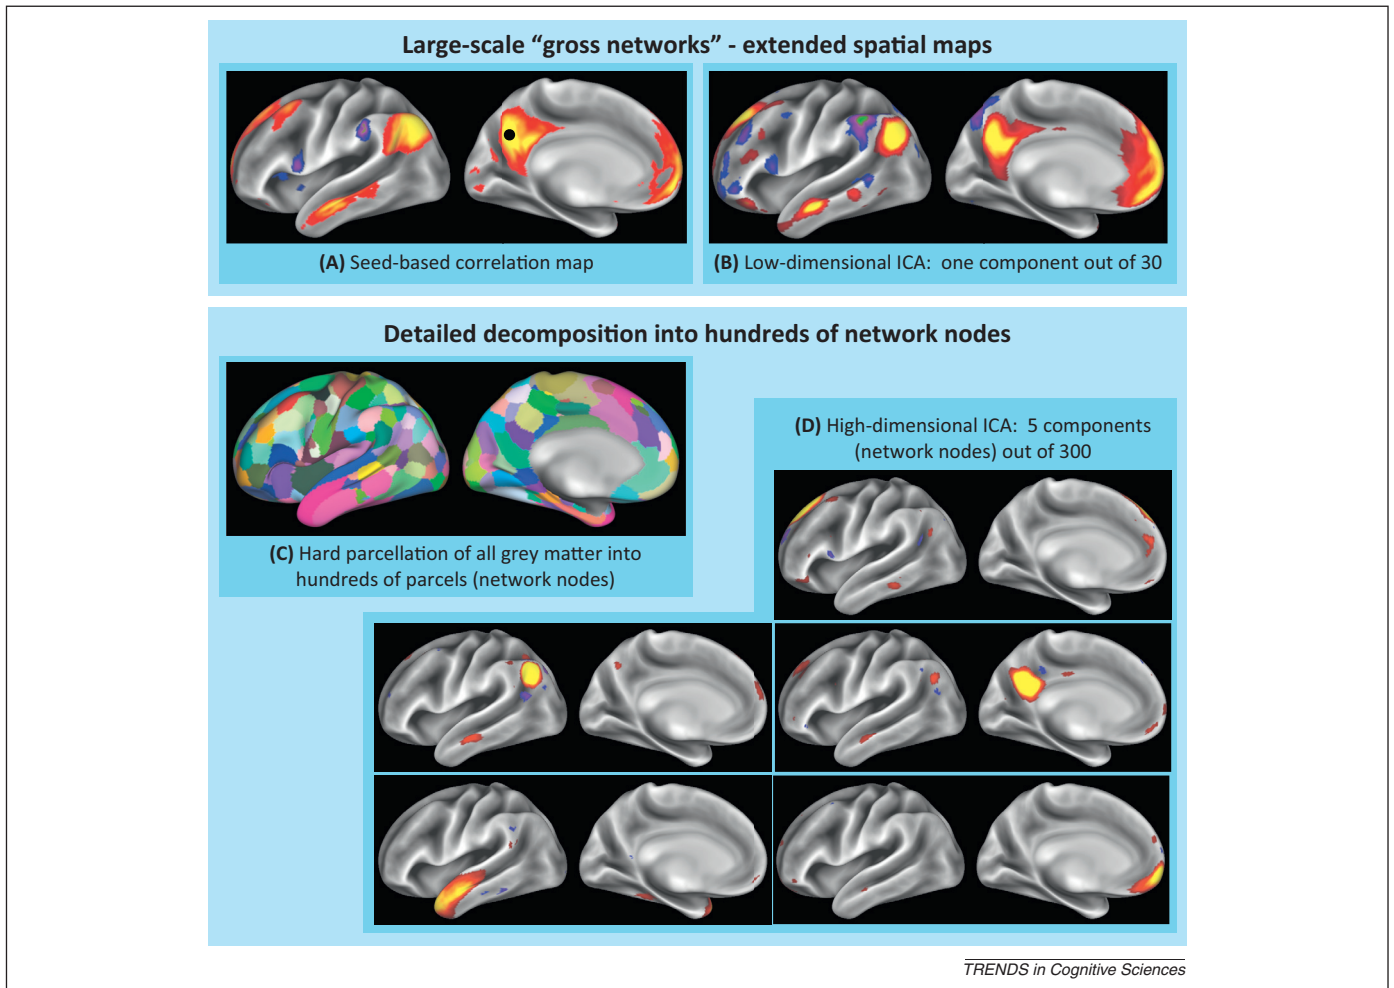 Large-scale “gross networks” - extended spatial maps
(A) Seed-based correlation map
(B) Low-dimensional ICA: one component out of 30
Detailed decomposition into hundreds of network nodes
(C) Hard parcellation of all grey matter into
hundreds of parcels (network nodes)
(D) High-dimensional ICA: 5 components
(network nodes) out of 300
TRENDS in Cognitive Sciences